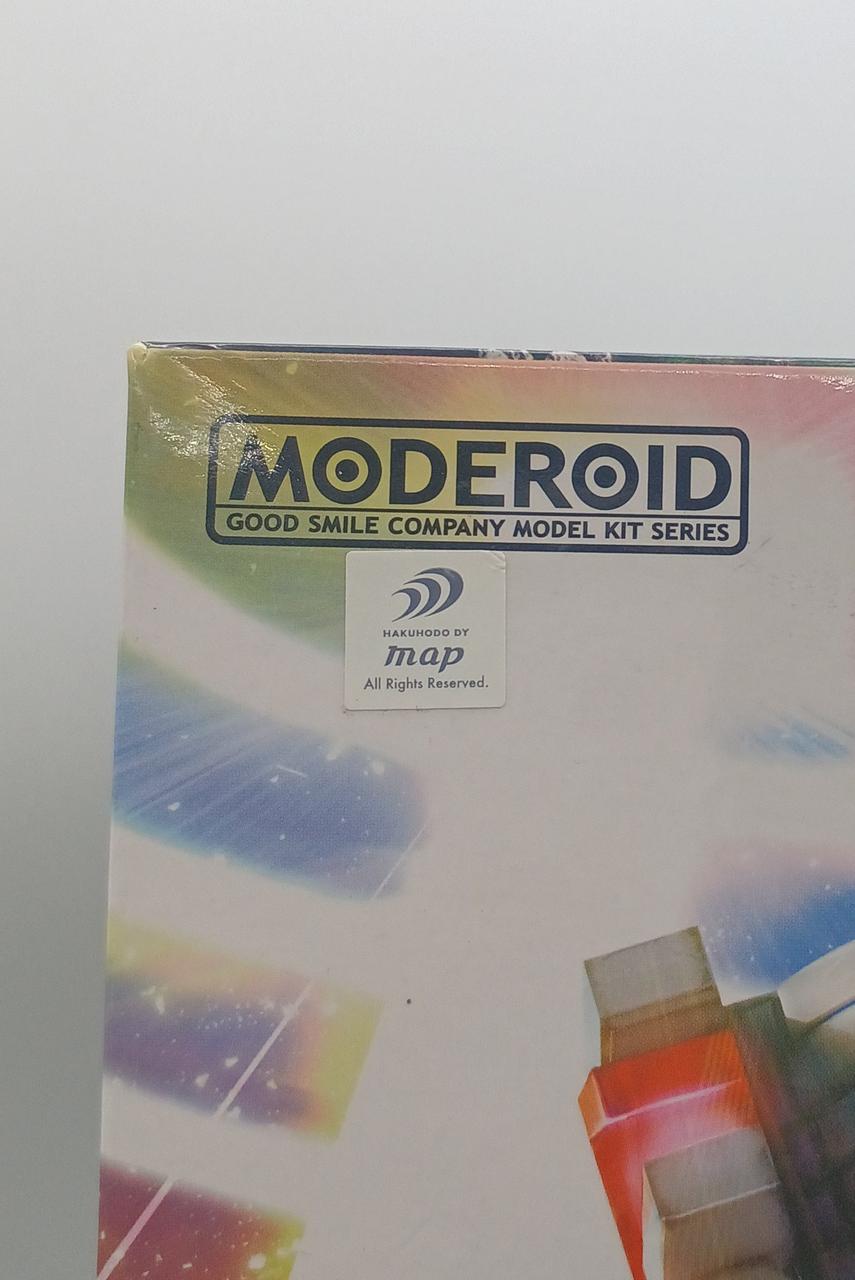 MODEROID
GOOD SMILE COMPANY MODEL KIT SERIES
HAKUHODO DY
map
All Rights Reserved.